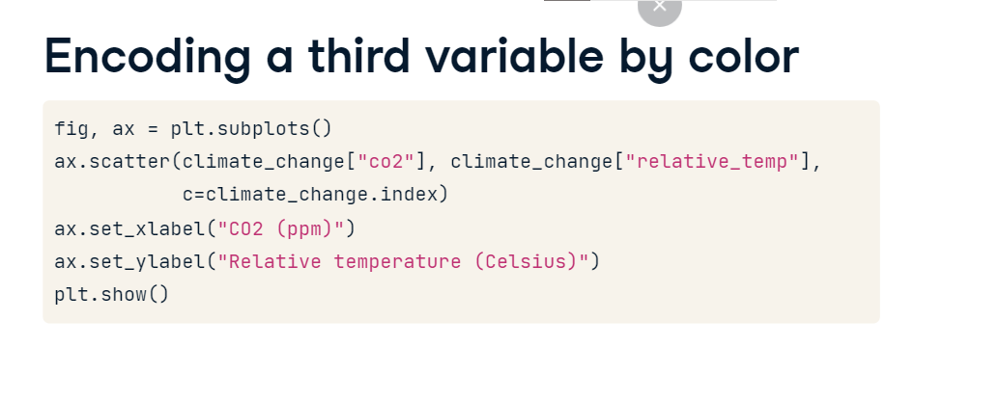 Encoding a third variable by color
fig, ax = plt.subplots()
ax.scatter(climate_change["co2"], climate_change["relative_temp"],
           c=climate_change.index)
ax.set_xlabel("CO2 (ppm)")
ax.set_ylabel("Relative temperature (Celsius)")
plt.show()